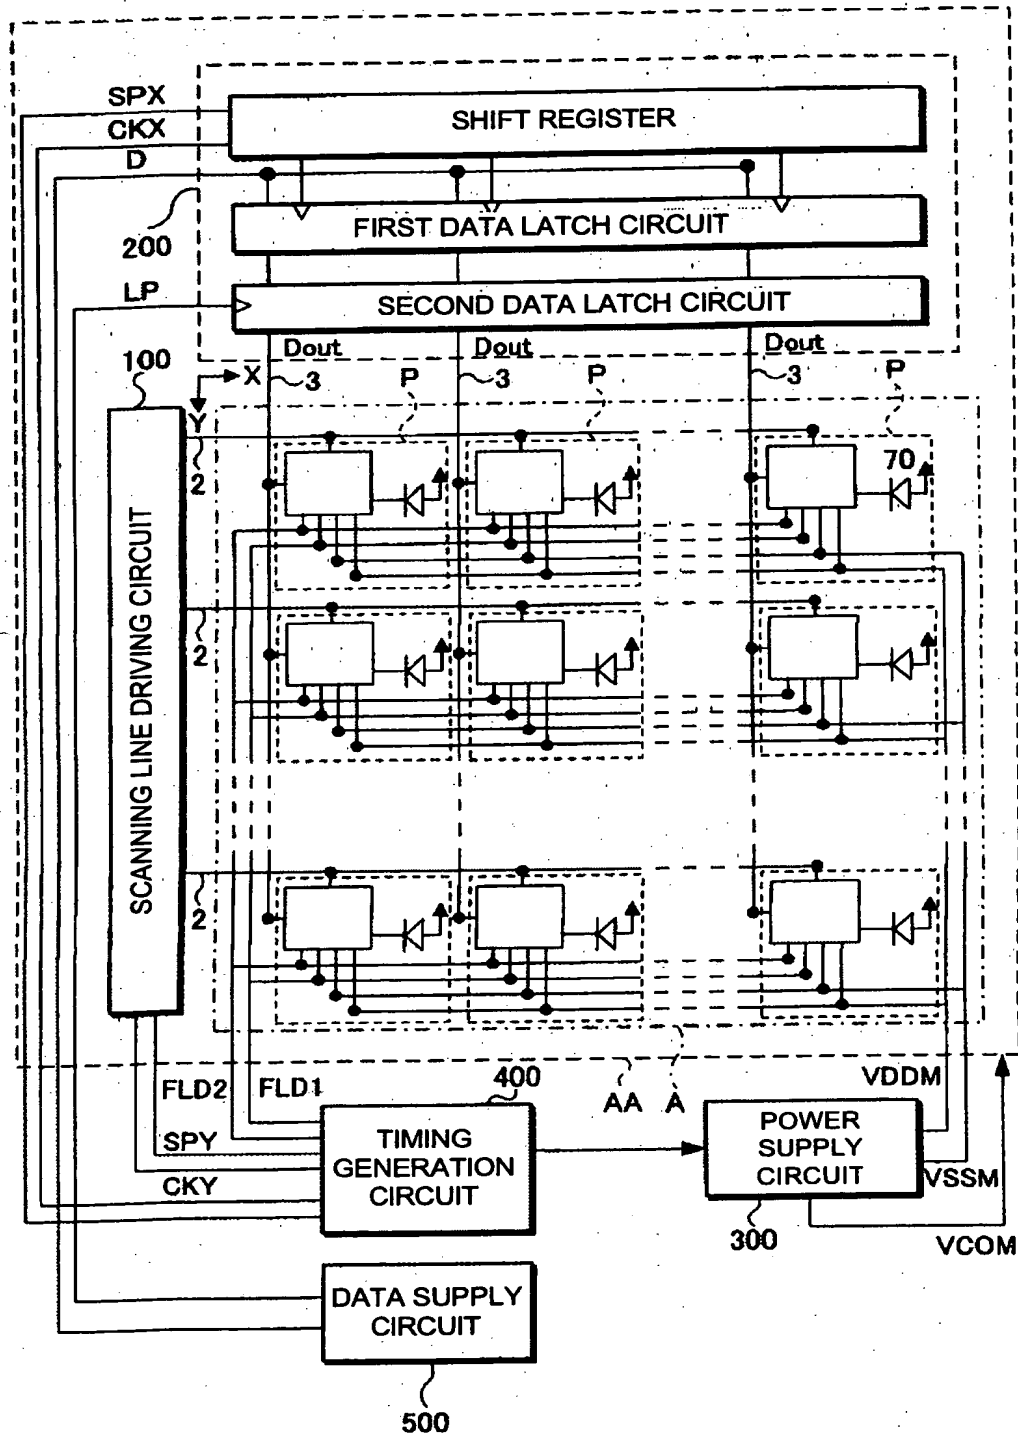 SPX
SHIFT REGISTER
CKX
D
FIRST DATA LATCH CIRCUIT
200
LP
SECOND DATA LATCH CIRCUIT
Dout
Dout
Dout
100
X
3
P
3
P
3
P
Y
2
70
SCANNING LINE DRIVING CIRCUIT
2
2
FLD2
FLD1
400
AA
A
VDDM
TIMING GENERATION CIRCUIT
POWER SUPPLY CIRCUIT
SPY
CKY
VSSM
300
VCOM
DATA SUPPLY CIRCUIT
500